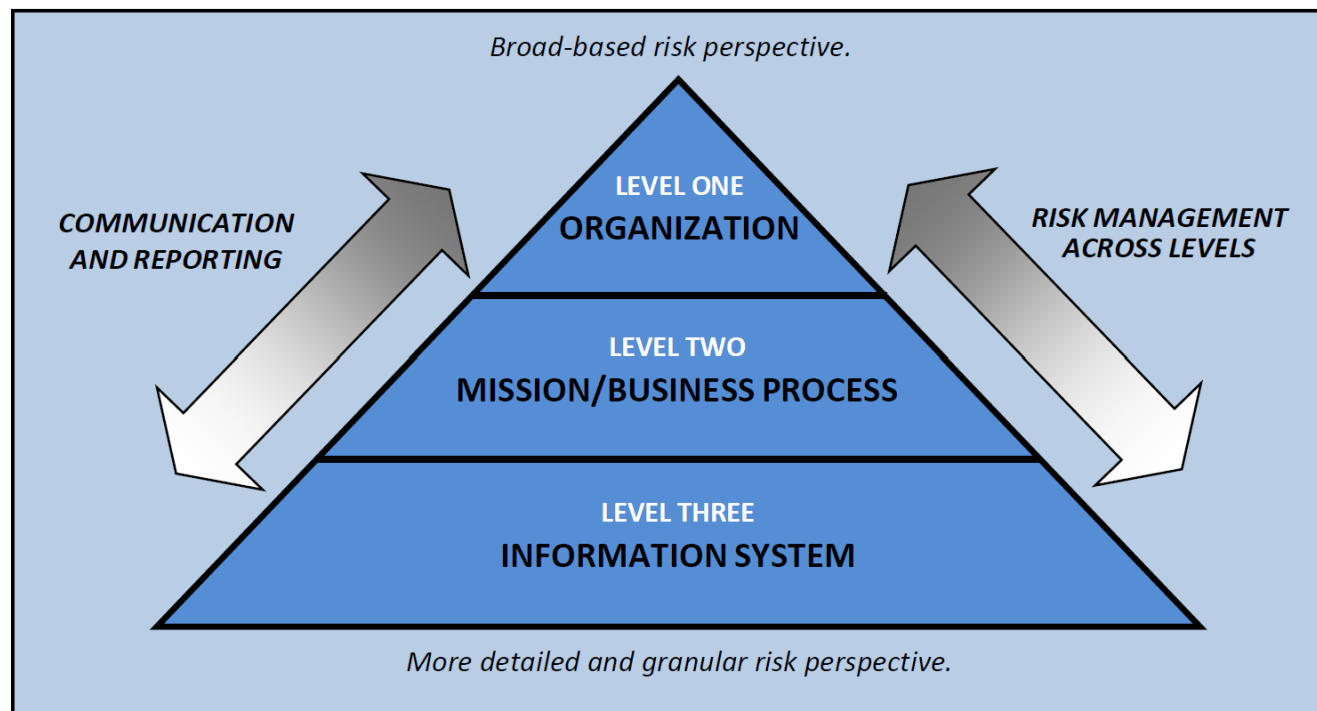 Broad-based risk perspective.
LEVEL ONE
ORGANIZATION
COMMUNICATION
AND REPORTING
RISK MANAGEMENT
ACROSS LEVELS
LEVEL TWO
MISSION/BUSINESS PROCESS
LEVEL THREE
INFORMATION SYSTEM
More detailed and granular risk perspective.